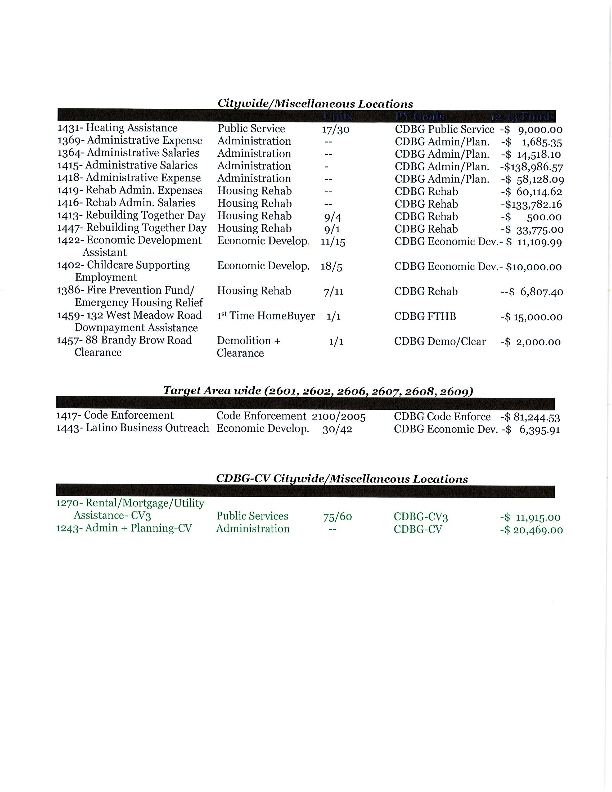 Citywide/Miscellaneous Locations
1431- Heating Assistance Public Service 17/30 CDBG Public Service -$ 9,000.00
1369- Administrative Expense Administration -- CDBG Admin/Plan. -$ 1,685.35
1364- Administrative Salaries Administration -- CDBG Admin/Plan. -$ 14,518.10
1415- Administrative Salaries Administration - CDBG Admin/Plan. -$138,986.57
1418- Administrative Expense Administration -- CDBG Admin/Plan. -$ 58,128.09
1419- Rehab Admin. Expenses Housing Rehab -- CDBG Rehab -$ 60,114.62
1416- Rehab Admin. Salaries Housing Rehab -- CDBG Rehab -$133,782.16
1413- Rebuilding Together Day Housing Rehab 9/4 CDBG Rehab -$ 500.00
1447- Rebuilding Together Day Housing Rehab 9/1 CDBG Rehab -$ 33,775.00
1422- Economic Development Economic Develop. 11/15 CDBG Economic Dev.- $ 11,109.99
Assistant
1402- Childcare Supporting Economic Develop. 18/5 CDBG Economic Dev.- $10,000.00
Employment
1386- Fire Prevention Fund/ Housing Rehab 7/11 CDBG Rehab --$ 6,807.40
Emergency Housing Relief
1459- 132 West Meadow Road 1st Time HomeBuyer 1/1 CDBG FTHB -$ 15,000.00
Downpayment Assistance
1457- 88 Brandy Brow Road Demolition + 1/1 CDBG Demo/Clear -$ 2,000.00
Clearance Clearance
Target Area wide (2601, 2602, 2606, 2607, 2608, 2609)
1417- Code Enforcement Code Enforcement 2100/2005 CDBG Code Enforce -$ 81,244.53
1443- Latino Business Outreach Economic Develop. 30/42 CDBG Economic Dev. -$ 6,395.91
CDBG-CV Citywide/Miscellaneous Locations
1270- Rental/Mortgage/Utility
Assistance- CV3 Public Services 75/60 CDBG-CV3 -$ 11,915.00
1243- Admin + Planning-CV Administration -- CDBG-CV -$ 20,469.00